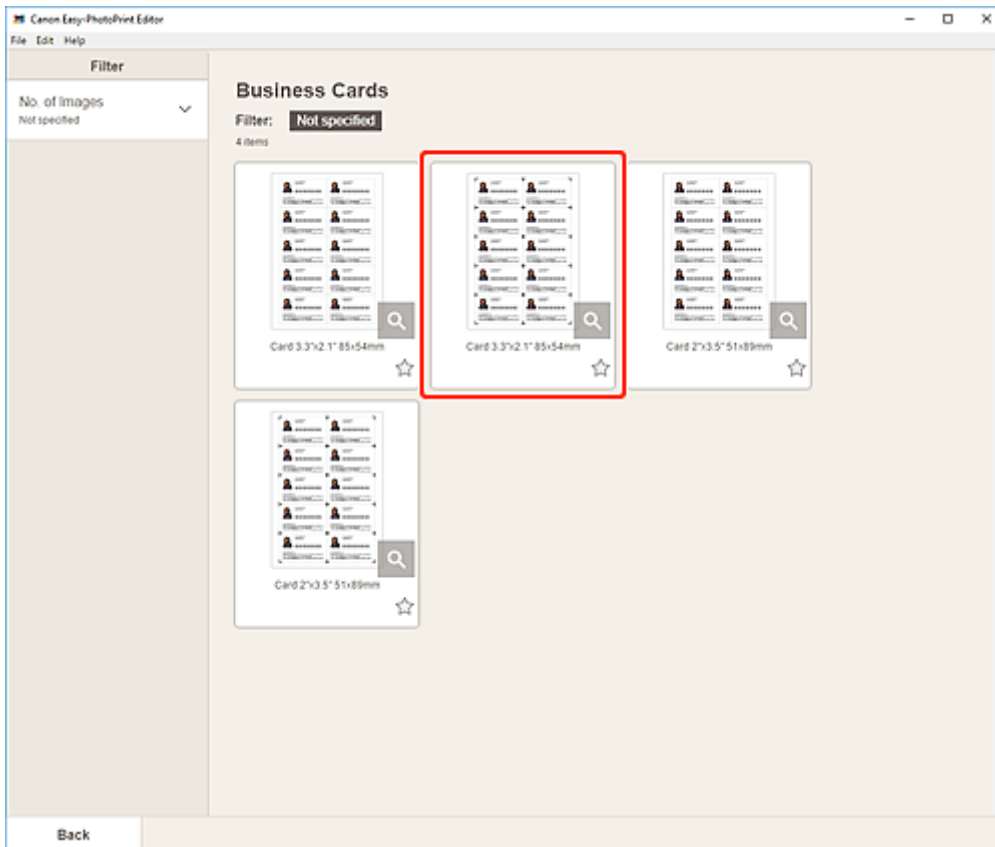 Canon Easy-PhotoPrint Editor
File Edit Help
Filter
No. of Images
Not specified
Business Cards
Filter: Not specified
4 items
Card 3.3"x2.1" 85x54mm
Card 3.3"x2.1" 85x54mm
Card 2"x3.5" 51x89mm
Card 2"x3.5" 51x89mm
Back